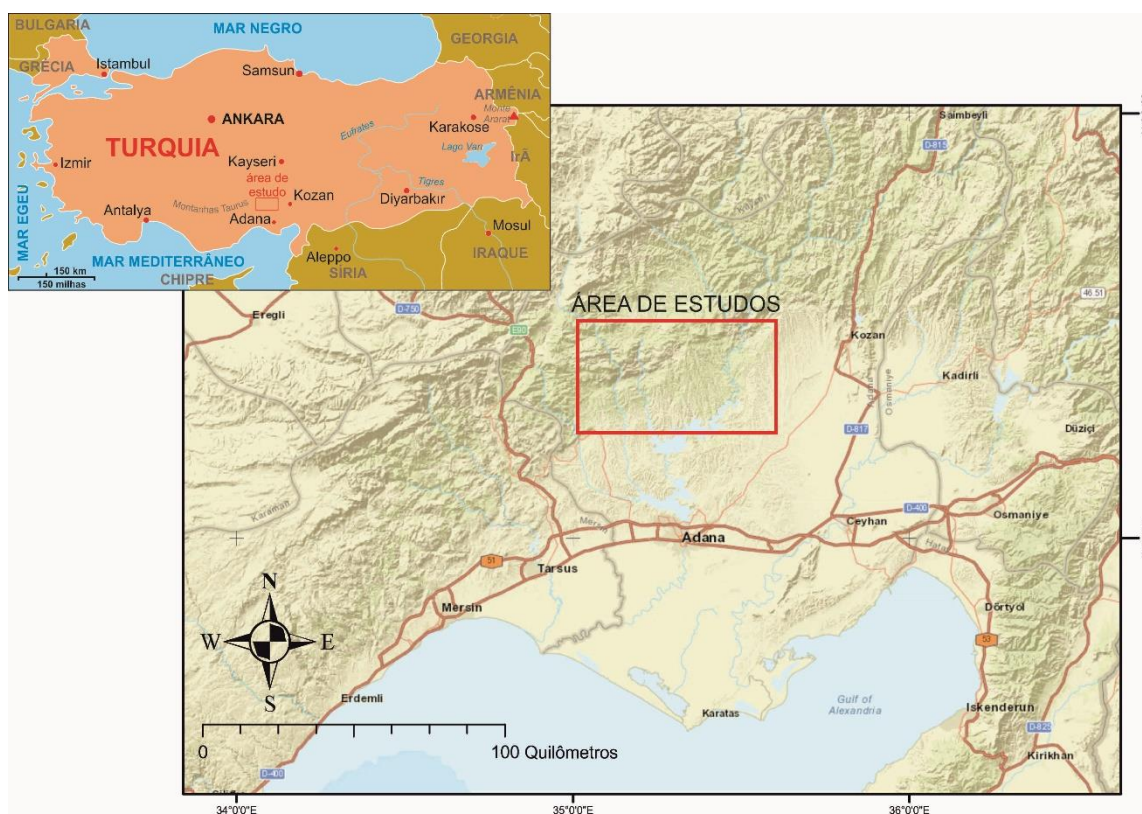 BULGARIA
MAR NEGRO
GEORGIA
GRÉCIA
Istambul
Samsun
ARMÊNIA
Monte
Ararat
ANKARA
Eufrates
Karakose
TURQUIA
Lago Van
IrÃ
Izmir
Kayseri
área de
estudo
Tigres
Kozan
Diyarbakır
Montanhas Taurus
Antalya
Adana
Mosul
MAR EGEU
MAR MEDITERRÂNEO
Aleppo
IRAQUE
SÍRIA
CHIPRE
150 km
150 milhas
Saimbeyli
D-815
ÁREA DE ESTUDOS
46.51
D-750
Eregli
E90
Kozan
Kadirli
Adana
Osmaniye
Düziçi
D-817
Karaman
D-400
Osmaniye
Mersin
Ceyhan
Adana
51
Tarsus
N
Mersin
Dörtyol
W
E
53
S
Erdemli
Gulf of
Alexandria
Karatas
Iskenderun
0
100 Quilômetros
D-825
Kirikhan
D-400
34°0'0"E
35°0'0"E
36°0'0"E